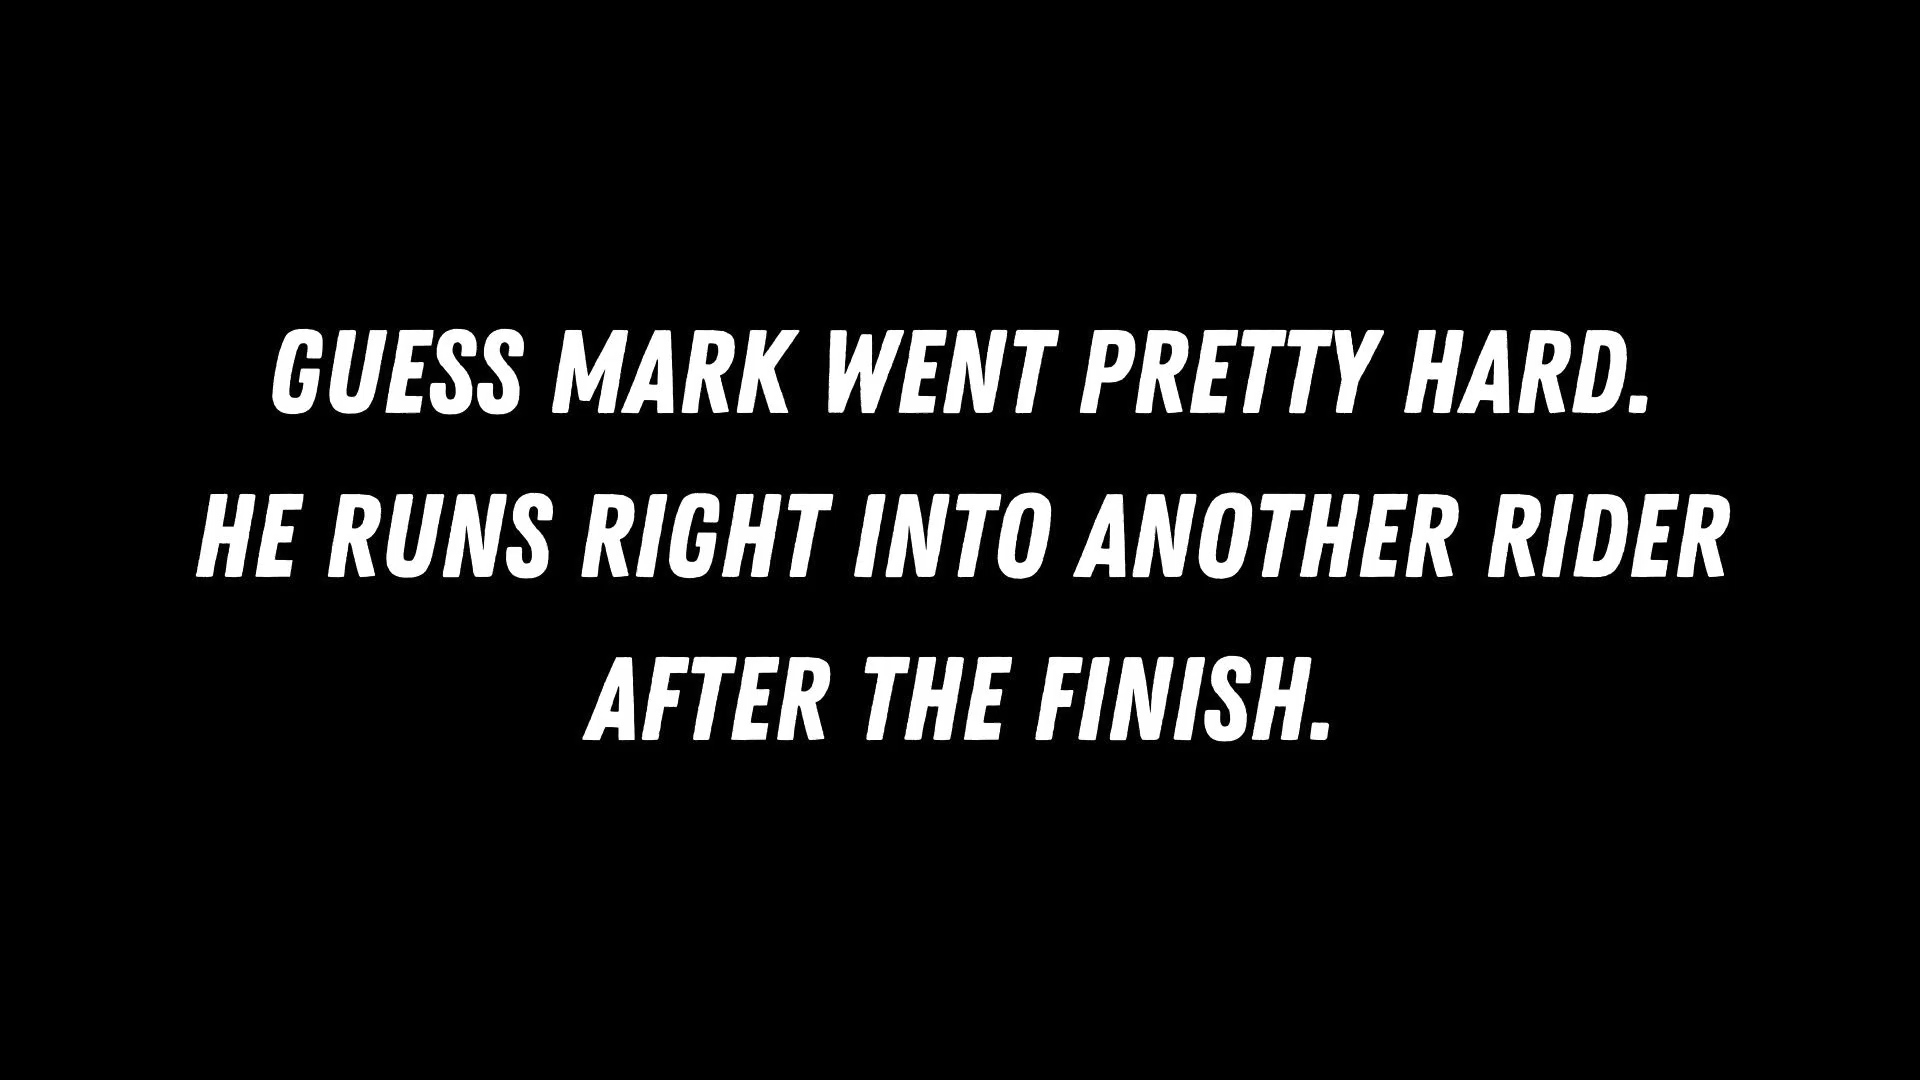 GUESS MARK WENT PRETTY HARD.
HE RUNS RIGHT INTO ANOTHER RIDER
AFTER THE FINISH.